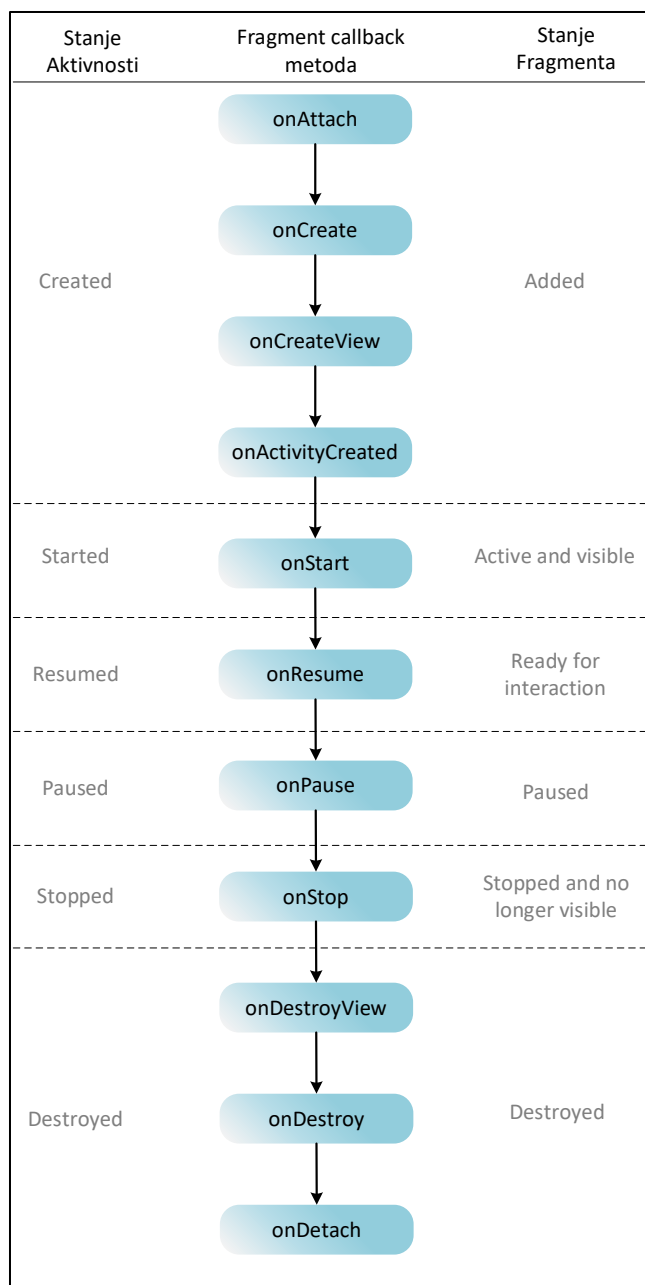 Stanje
Aktivnosti
Fragment callback
metoda
Stanje
Fragmenta
onAttach
onCreate
Created
Added
onCreateView
onActivityCreated
Started
onStart
Active and visible
Resumed
onResume
Ready for
interaction
Paused
onPause
Paused
Stopped
onStop
Stopped and no
longer visible
onDestroyView
Destroyed
onDestroy
Destroyed
onDetach